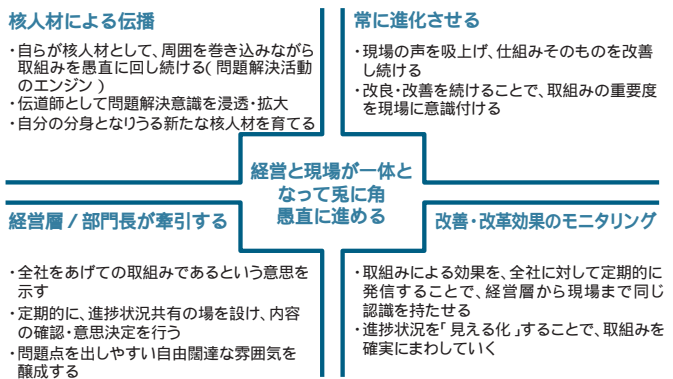 核人材による伝播
・自らが核人材として、周囲を巻き込みながら
取組みを愚直に回し続ける(問題解決活動
のエンジン)
・伝道師として問題解決意識を浸透・拡大
・自分の分身となりうる新たな核人材を育てる
常に進化させる
・現場の声を吸上げ、仕組みそのものを改善
し続ける
・改良・改善を続けることで、取組みの重要度
を現場に意識付ける
経営と現場が一体と
なって兎に角
愚直に進める
経営層/部門長が牽引する
・全社をあげての取組みであるという意思を
示す
・定期的に、進捗状況共有の場を設け、内容
の確認・意思決定を行う
・問題点を出しやすい自由闊達な雰囲気を
醸成する
改善・改革効果のモニタリング
・取組みによる効果を、全社に対して定期的に
発信することで、経営層から現場まで同じ
認識を持たせる
・進捗状況を「見える化」することで、取組みを
確実にまわしていく